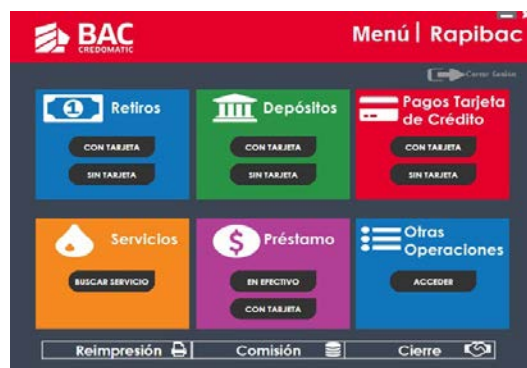 BAC
CREDOMATIC
Menú| Rapibac
Cerrar Sesión
1 Retiros
CON TARJETA
SIN TARJETA
Depósitos
CON TARJETA
SIN TARJETA
Pagos Tarjeta
de Crédito
CON TARJETA
SIN TARJETA
Servicios
BUSCAR SERVICIO
$ Préstamo
EN EFECTIVO
CON TARJETA
Otras
Operaciones
ACCEDER
Reimpresión
Comisión
Cierre